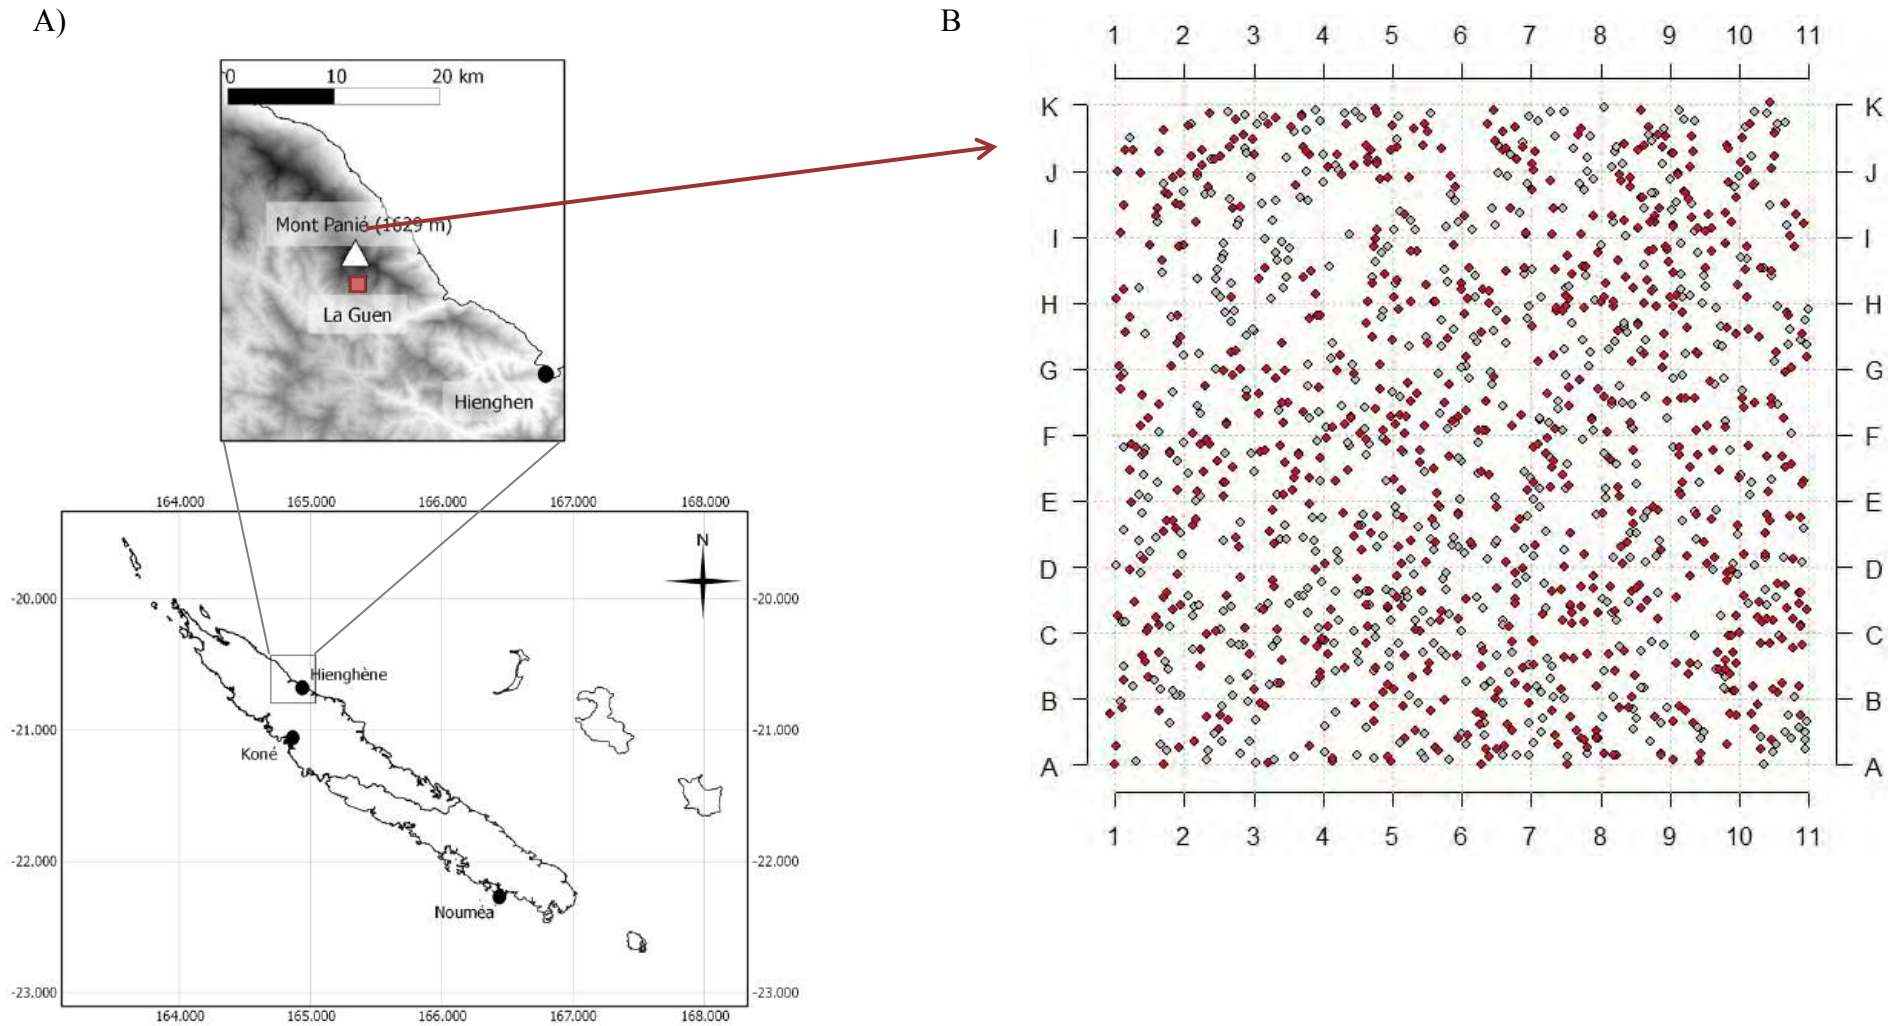 A)
B
0 10 20 km
Mont Panié (1629 m)
La Guen
Hienghen
164.000 165.000 166.000 167.000 168.000
N
-20.000 -20.000
Hienghène
-21.000 -21.000
Koné
-22.000 -22.000
Nouméa
-23.000 -23.000
164.000 165.000 166.000 167.000 168.000
1 2 3 4 5 6 7 8 9 10 11
K K
J J
I I
H H
G G
F F
E E
D D
C C
B B
A A
1 2 3 4 5 6 7 8 9 10 11